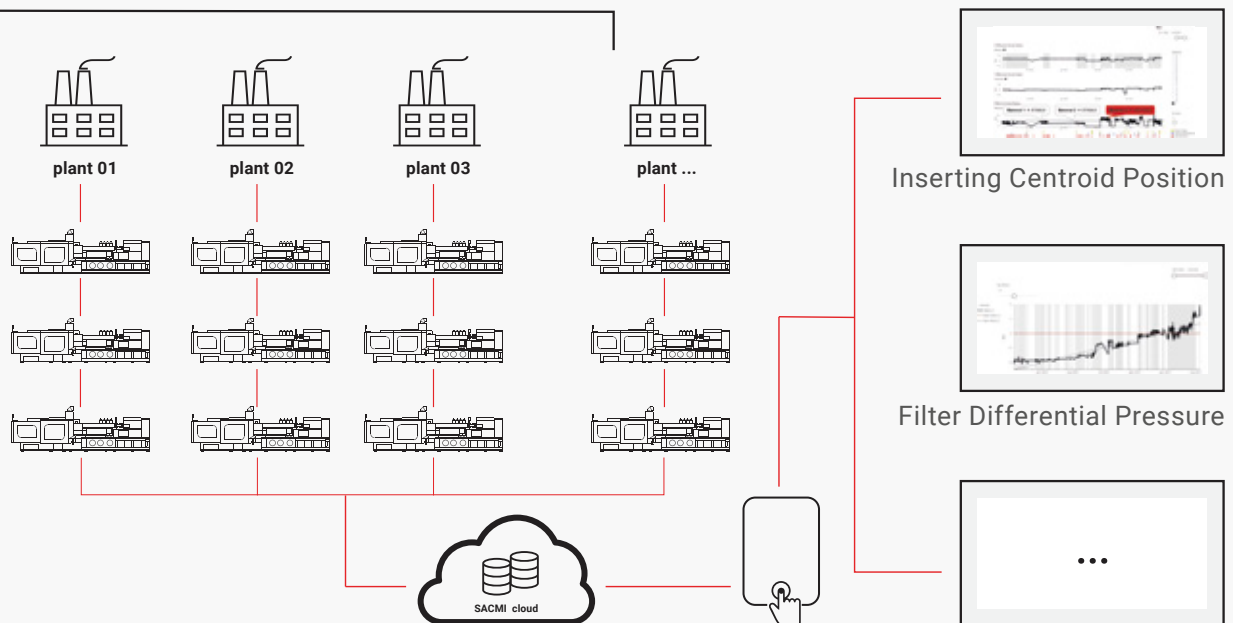 plant 01
plant 02
plant 03
plant ...
Inserting Centroid Position
Filter Differential Pressure
...
SACMI cloud